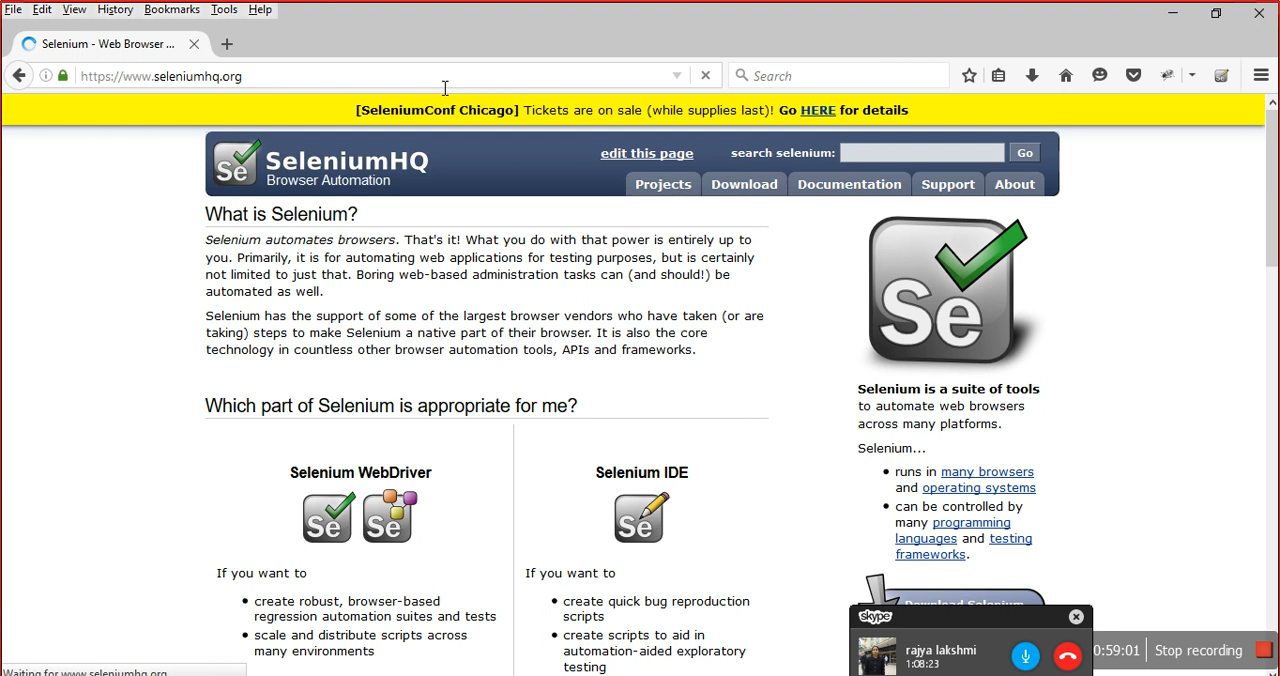 File Edit View History Bookmarks Tools Help
Selenium - Web Browser ...
https://www.seleniumhq.org
Search
[SeleniumConf Chicago] Tickets are on sale (while supplies last)! Go HERE for details
Se
SeleniumHQ
Browser Automation
edit this page
search selenium:
Go
Projects
Download
Documentation
Support
About
What is Selenium?
Selenium automates browsers. That's it! What you do with that power is entirely up to
you. Primarily, it is for automating web applications for testing purposes, but is certainly
not limited to just that. Boring web-based administration tasks can (and should!) be
automated as well.
Selenium has the support of some of the largest browser vendors who have taken (or are
taking) steps to make Selenium a native part of their browser. It is also the core
technology in countless other browser automation tools, APIs and frameworks.
Which part of Selenium is appropriate for me?
Selenium WebDriver
Se
Se
If you want to
• create robust, browser-based
regression automation suites and tests
• scale and distribute scripts across
many environments
Selenium IDE
Se
If you want to
• create quick bug reproduction
scripts
• create scripts to aid in
automation-aided exploratory
testing
Se
Selenium is a suite of tools
to automate web browsers
across many platforms.
Selenium...
• runs in many browsers
and operating systems
• can be controlled by
many programming
languages and testing
frameworks.
Download Selenium
skype
rajya lakshmi
1:08:23
0:59:01
Stop recording
Waiting for www.seleniumhq.org